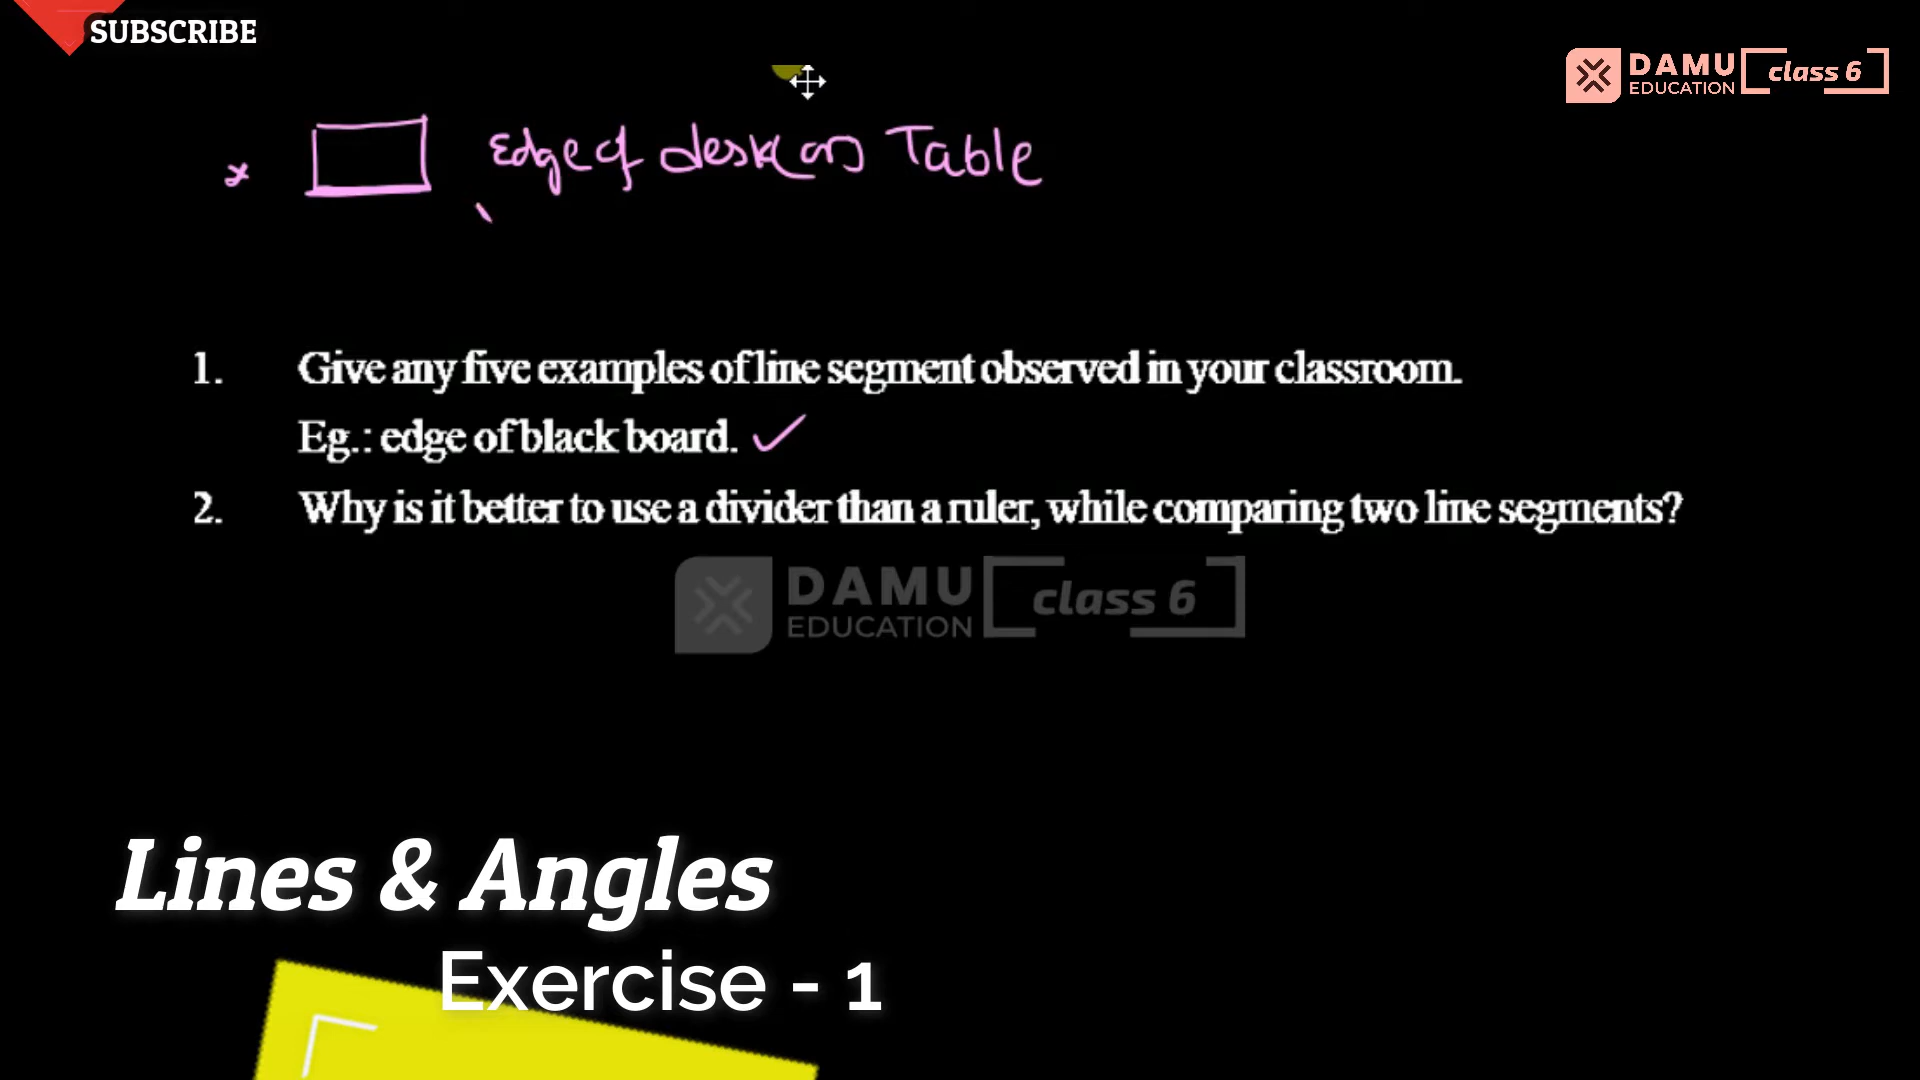 SUBSCRIBE
DAMU
EDUCATION
class 6
Edge of desk (or) Table
1. Give any five examples of line segment observed in your classroom.
Eg.: edge of black board.
2. Why is it better to use a divider than a ruler, while comparing two line segments?
DAMU
EDUCATION
class 6
Lines & Angles
Exercise - 1